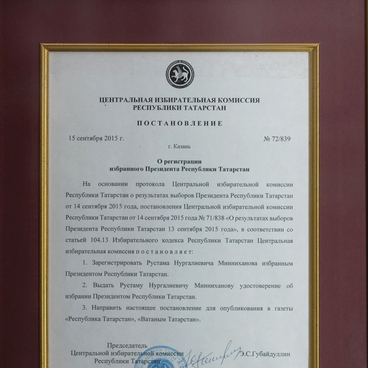 ЦЕНТРАЛЬНАЯ ИЗБИРАТЕЛЬНАЯ КОМИССИЯ
РЕСПУБЛИКИ ТАТАРСТАН
ПОСТАНОВЛЕНИЕ
15 сентября 2015 г. № 72/839
г. Казань
О регистрации
избранного Президента Республики Татарстан
На основании протокола Центральной избирательной комиссии
Республики Татарстан о результатах выборов Президента Республики Татарстан
от 14 сентября 2015 года, постановления Центральной избирательной комиссии
Республики Татарстан от 14 сентября 2015 года № 71/838 «О результатах выборов
Президента Республики Татарстан 13 сентября 2015 года», в соответствии со
статьей 104.13 Избирательного кодекса Республики Татарстан Центральная
избирательная комиссия постановляет:
1. Зарегистрировать Рустама Нургалиевича Минниханова избранным
Президентом Республики Татарстан.
2. Выдать Рустаму Нургалиевичу Минниханову удостоверение об
избрании Президентом Республики Татарстан.
3. Направить настоящее постановление для опубликования в газеты
«Республика Татарстан», «Ватаным Татарстан».
Председатель
Центральной избирательной комиссии Э.С.Губайдуллин
Республики Татарстан